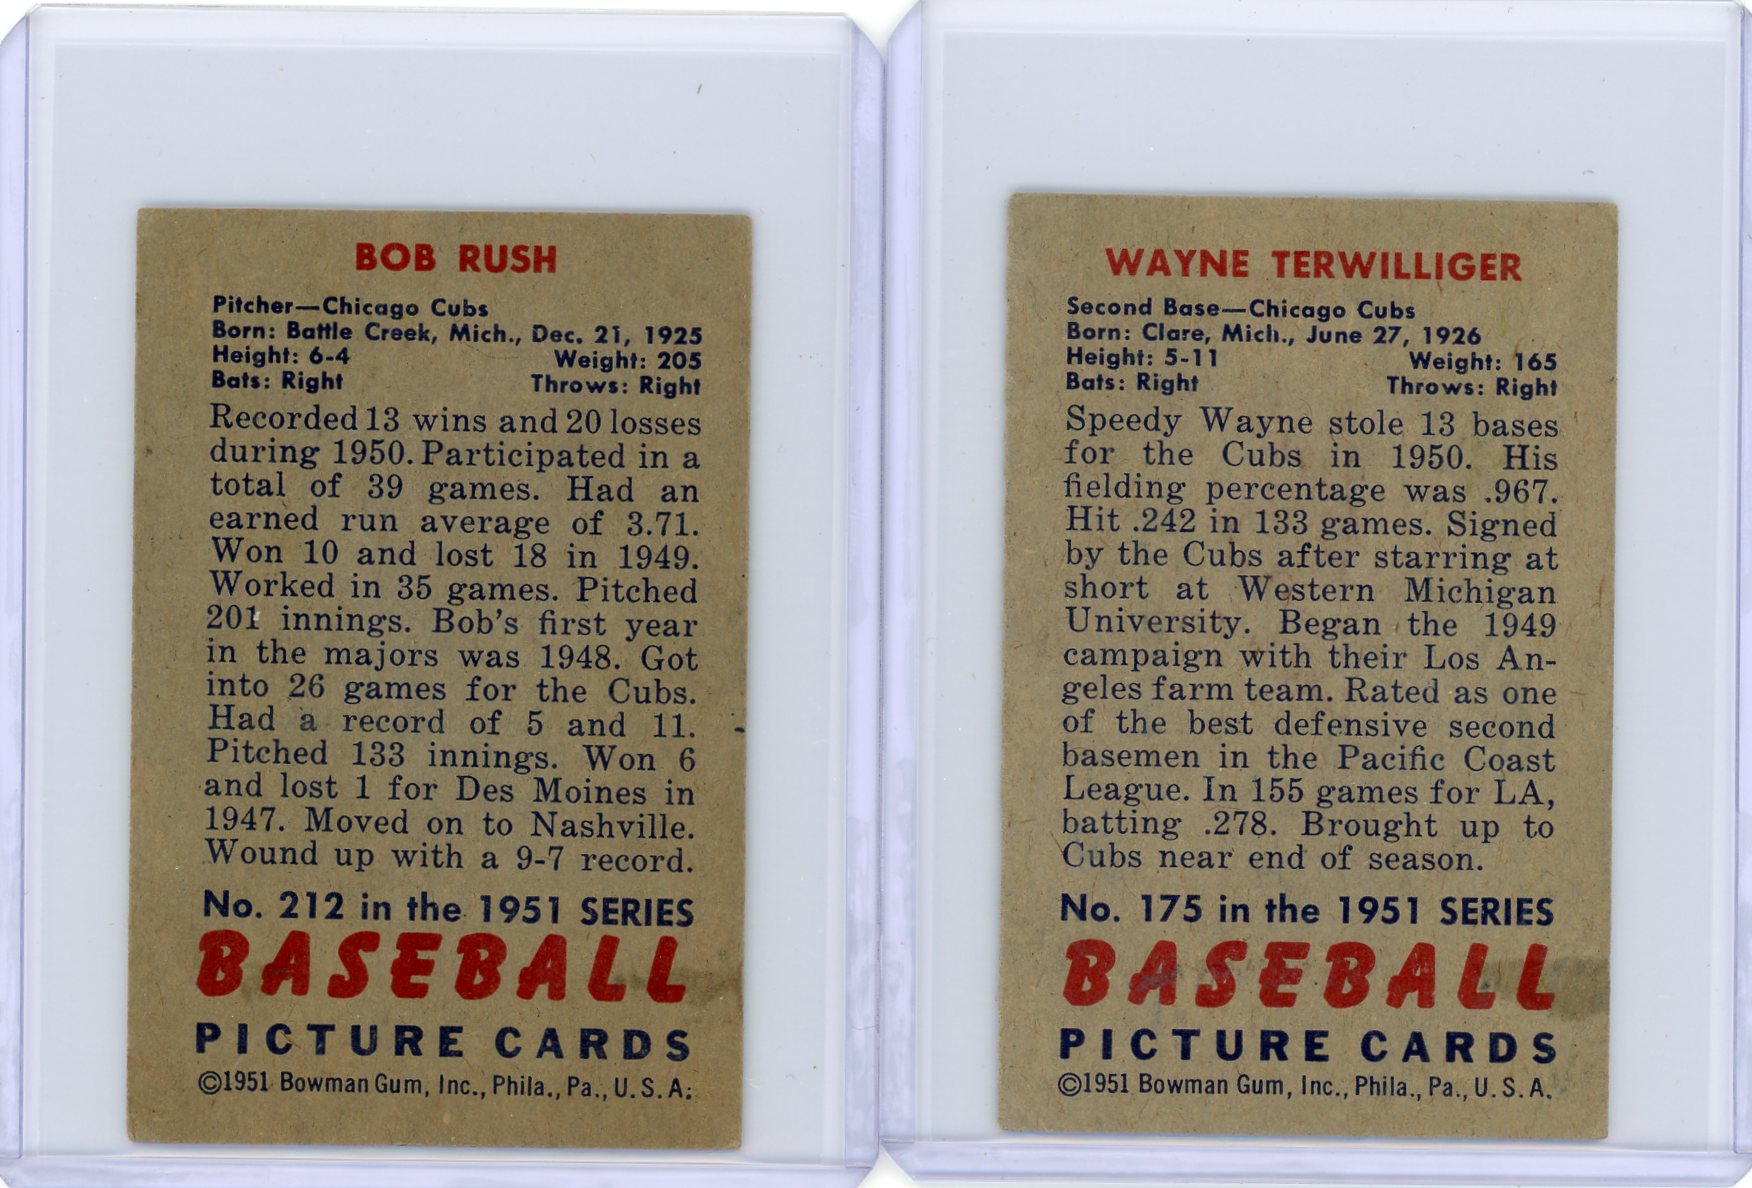 BOB RUSH
Pitcher—Chicago Cubs
Born: Battle Creek, Mich., Dec. 21, 1925
Height: 6-4 Weight: 205
Bats: Right Throws: Right
Recorded 13 wins and 20 losses
during 1950. Participated in a
total of 39 games. Had an
earned run average of 3.71.
Won 10 and lost 18 in 1949.
Worked in 35 games. Pitched
201 innings. Bob's first year
in the majors was 1948. Got
into 26 games for the Cubs.
Had a record of 5 and 11.
Pitched 133 innings. Won 6
and lost 1 for Des Moines in
1947. Moved on to Nashville.
Wound up with a 9-7 record.
No. 212 in the 1951 SERIES
BASEBALL
PICTURE CARDS
©1951 Bowman Gum, Inc., Phila., Pa., U.S.A.
WAYNE TERWILLIGER
Second Base—Chicago Cubs
Born: Clare, Mich., June 27, 1926
Height: 5-11 Weight: 165
Bats: Right Throws: Right
Speedy Wayne stole 13 bases
for the Cubs in 1950. His
fielding percentage was .967.
Hit .242 in 133 games. Signed
by the Cubs after starring at
short at Western Michigan
University. Began the 1949
campaign with their Los An-
geles farm team. Rated as one
of the best defensive second
basemen in the Pacific Coast
League. In 155 games for LA,
batting .278. Brought up to
Cubs near end of season.
No. 175 in the 1951 SERIES
BASEBALL
PICTURE CARDS
©1951 Bowman Gum, Inc., Phila., Pa., U.S.A.